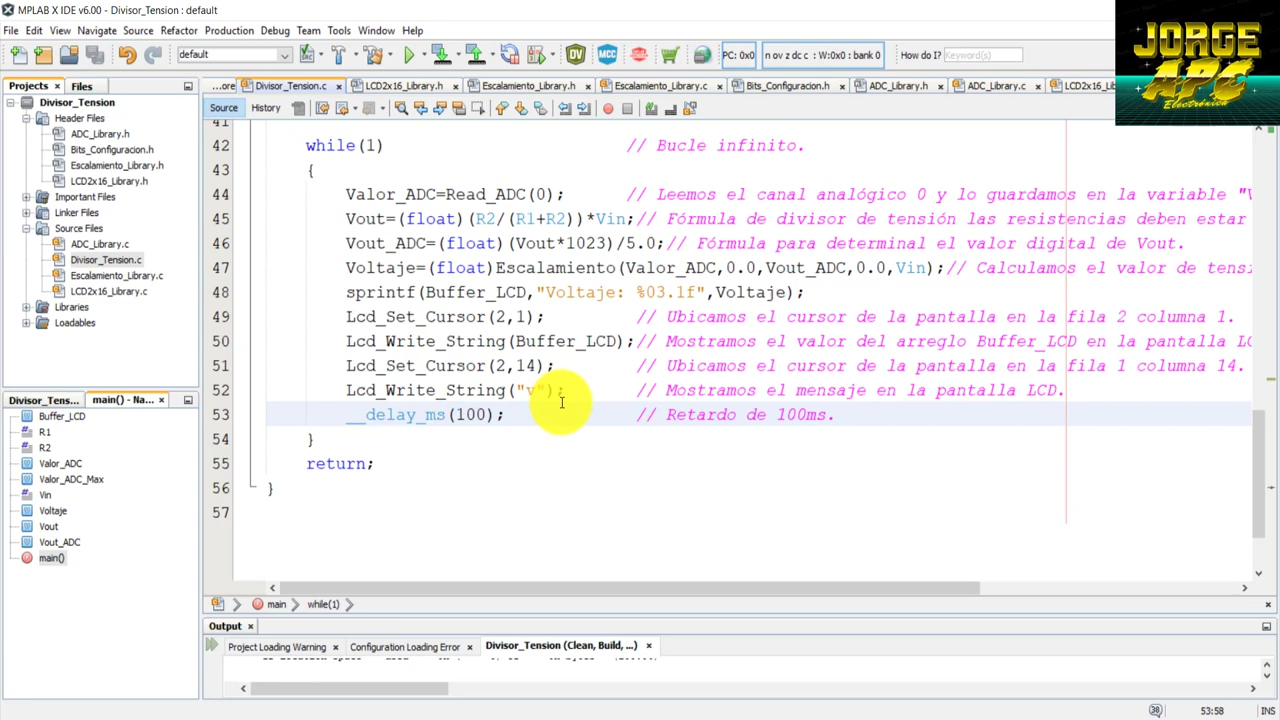 MPLAB X IDE v6.00 - Divisor_Tension : default
File Edit View Navigate Source Refactor Production Debug Team Tools Window Help
default
DV
MCC
PC: 0x0
n ov z dc c : W:0x0 : bank 0
How do I?
Keyword(s)
JORGE
APC
Electrónica
Projects × Files
...ore
Divisor_Tension.c × LCD2x16_Library.h × Escalamiento_Library.h × Escalamiento_Library.c × Bits_Configuracion.h × ADC_Library.h × ADC_Library.c × LCD2x16_Library.c
Source History
Divisor_Tension
Header Files
ADC_Library.h
Bits_Configuracion.h
Escalamiento_Library.h
LCD2x16_Library.h
Important Files
Linker Files
Source Files
ADC_Library.c
Divisor_Tension.c
Escalamiento_Library.c
LCD2x16_Library.c
Libraries
Loadables
Divisor_Tens... main() - Na... ×
Buffer_LCD
R1
R2
Valor_ADC
Valor_ADC_Max
Vin
Voltaje
Vout
Vout_ADC
main()
41
42 while(1) // Bucle infinito.
43 {
44 Valor_ADC=Read_ADC(0); // Leemos el canal analógico 0 y lo guardamos en la variable "V
45 Vout=(float)(R2/(R1+R2))*Vin;// Fórmula de divisor de tensión las resistencias deben estar
46 Vout_ADC=(float)(Vout*1023)/5.0;// Fórmula para determinal el valor digital de Vout.
47 Voltaje=(float)Escalamiento(Valor_ADC,0.0,Vout_ADC,0.0,Vin);// Calculamos el valor de tensi
48 sprintf(Buffer_LCD,"Voltaje: %03.1f",Voltaje);
49 Lcd_Set_Cursor(2,1); // Ubicamos el cursor de la pantalla en la fila 2 columna 1.
50 Lcd_Write_String(Buffer_LCD);// Mostramos el valor del arreglo Buffer_LCD en la pantalla LC
51 Lcd_Set_Cursor(2,14); // Ubicamos el cursor de la pantalla en la fila 1 columna 14.
52 Lcd_Write_String("v"); // Mostramos el mensaje en la pantalla LCD.
53 __delay_ms(100); // Retardo de 100ms.
54 }
55 return;
56 }
57
main while(1)
Output ×
Project Loading Warning × Configuration Loading Error × Divisor_Tension (Clean, Build, ...) ×
53:58 INS